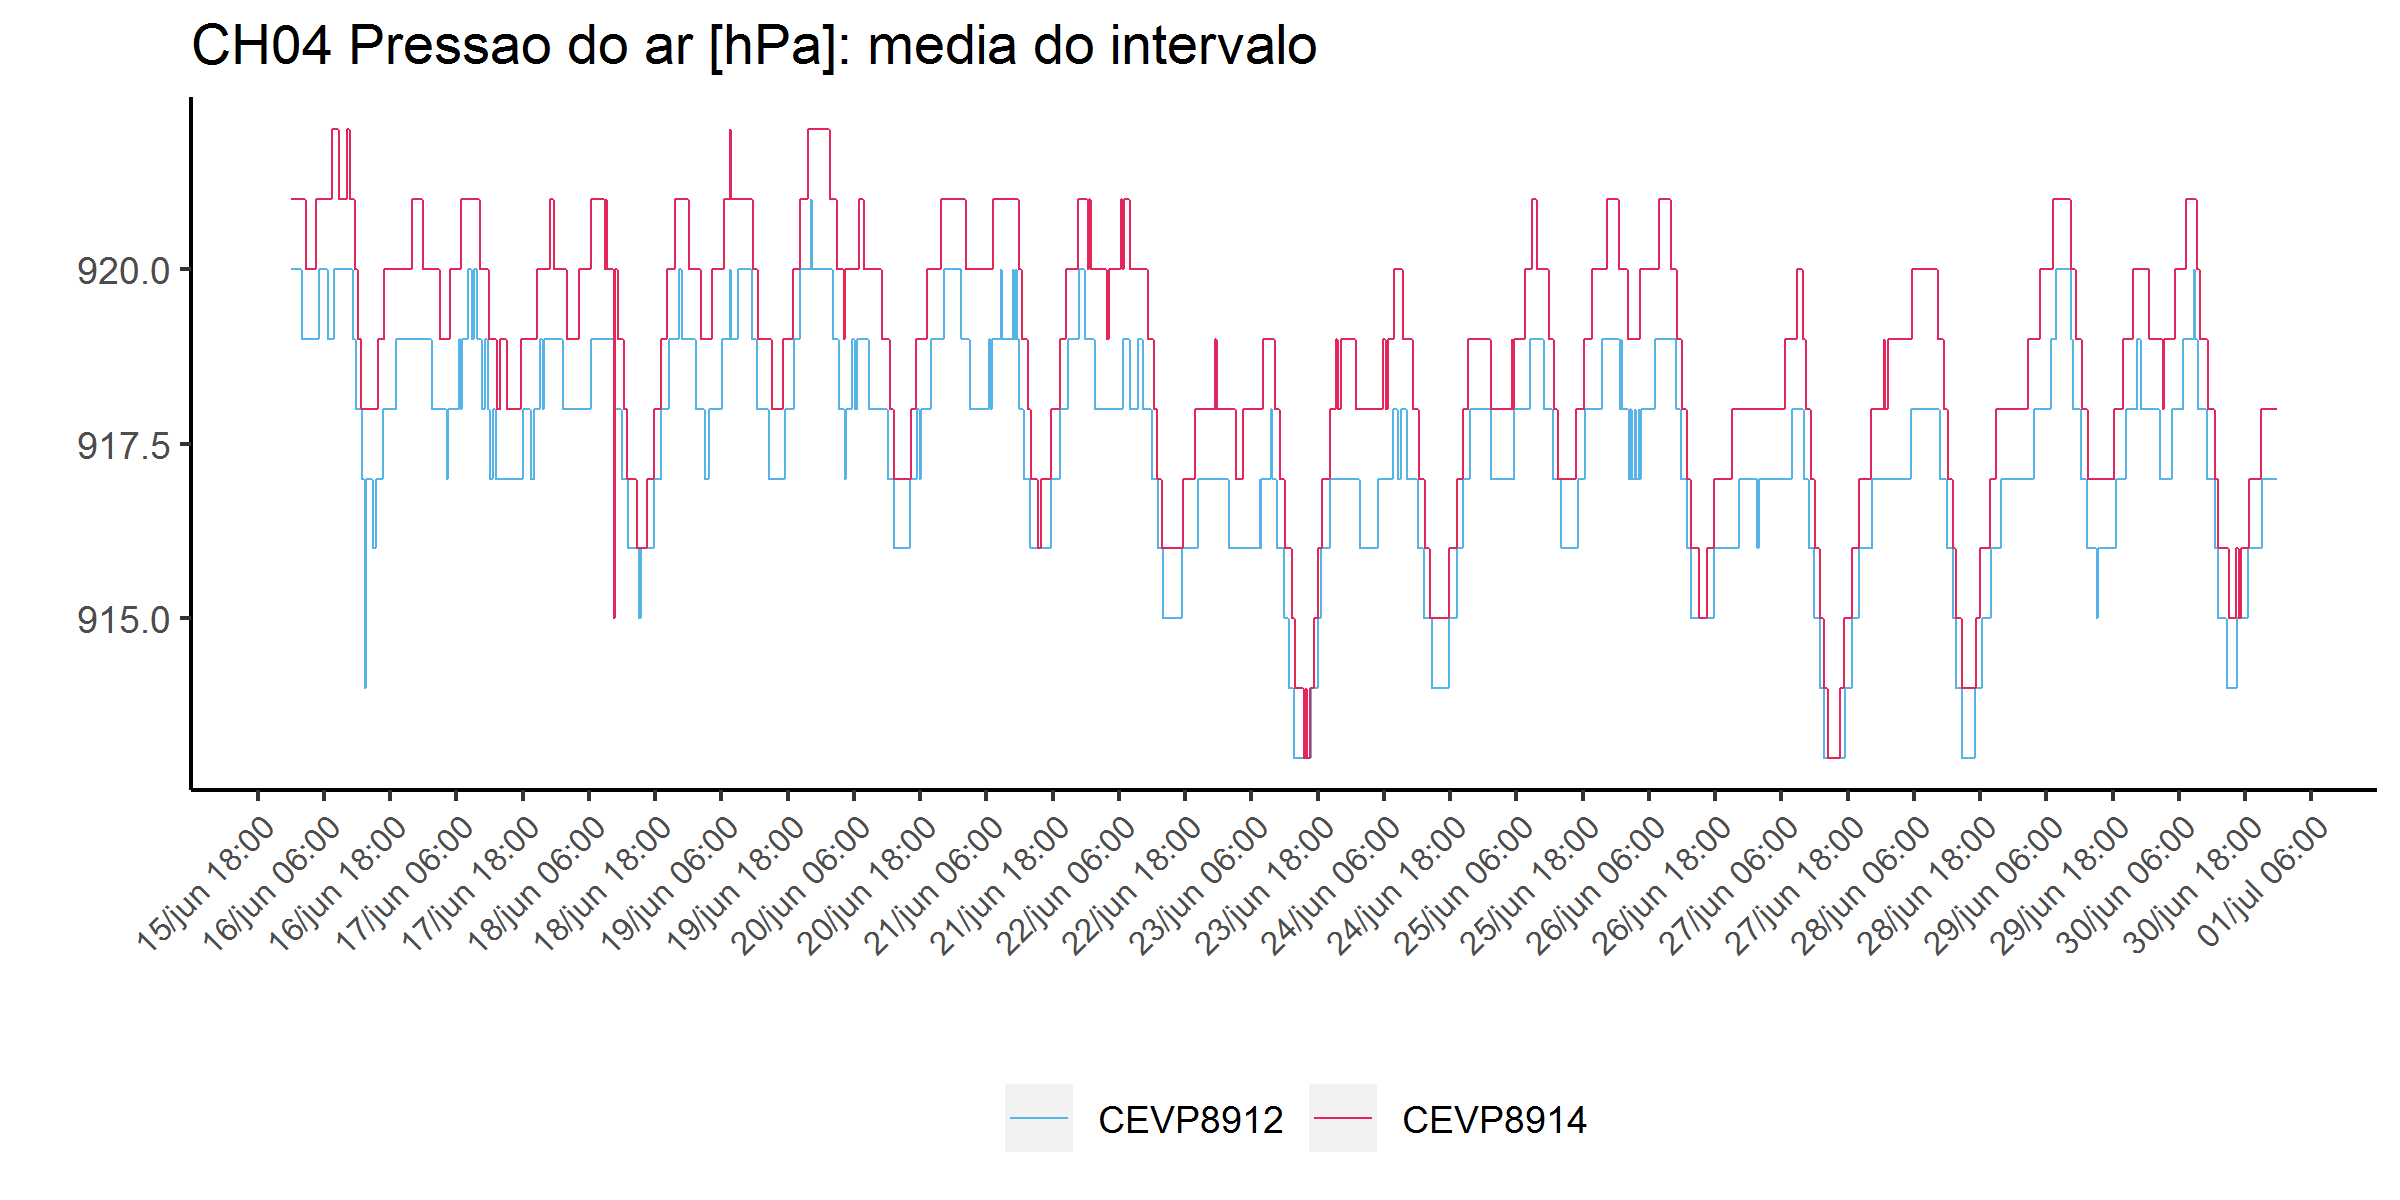 CH04 Pressao do ar [hPa]: media do intervalo
920.0
917.5
915.0
15/jun 18:00
16/jun 06:00
16/jun 18:00
17/jun 06:00
17/jun 18:00
18/jun 06:00
18/jun 18:00
19/jun 06:00
19/jun 18:00
20/jun 06:00
20/jun 18:00
21/jun 06:00
21/jun 18:00
22/jun 06:00
22/jun 18:00
23/jun 06:00
23/jun 18:00
24/jun 06:00
24/jun 18:00
25/jun 06:00
25/jun 18:00
26/jun 06:00
26/jun 18:00
27/jun 06:00
27/jun 18:00
28/jun 06:00
28/jun 18:00
29/jun 06:00
29/jun 18:00
30/jun 06:00
30/jun 18:00
01/jul 06:00
CEVP8912 CEVP8914